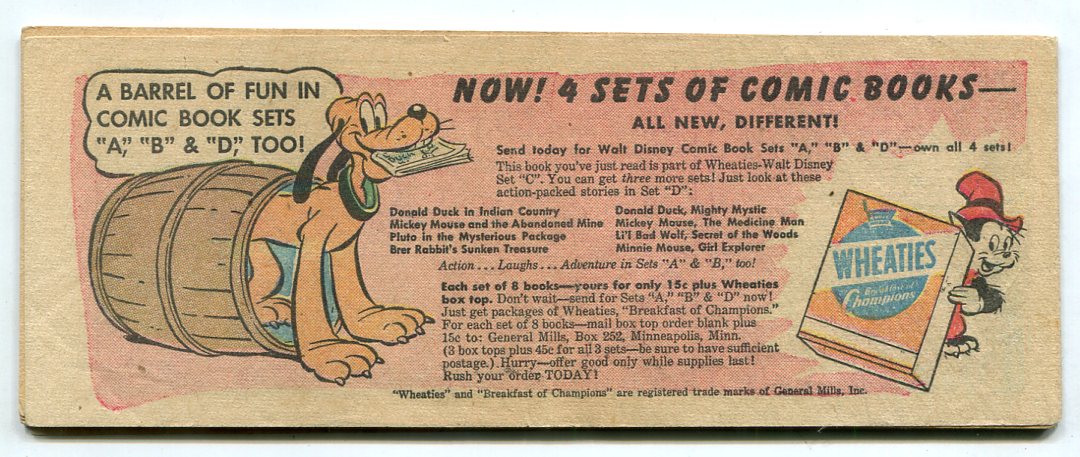 A BARREL OF FUN IN
COMIC BOOK SETS
"A," "B" & "D," TOO!
NOW! 4 SETS OF COMIC BOOKS—
ALL NEW, DIFFERENT!
Send today for Walt Disney Comic Book Sets "A," "B" & "D"—own all 4 sets!
This book you've just read is part of Wheaties-Walt Disney
Set "C". You can get three more sets! Just look at these
action-packed stories in Set "D":
Donald Duck in Indian Country
Mickey Mouse and the Abandoned Mine
Pluto in the Mysterious Package
Brer Rabbit's Sunken Treasure
Donald Duck, Mighty Mystic
Mickey Mouse, The Medicine Man
Li'l Bad Wolf, Secret of the Woods
Minnie Mouse, Girl Explorer
Action . . . Laughs . . . Adventure in Sets "A" & "B," too!
Each set of 8 books—yours for only 15c plus Wheaties
box top. Don't wait—send for Sets "A," "B" & "D" now!
Just get packages of Wheaties, "Breakfast of Champions."
For each set of 8 books—mail box top order blank plus
15c to: General Mills, Box 252, Minneapolis, Minn.
(3 box tops plus 45c for all 3 sets—be sure to have sufficient
postage.) Hurry—offer good only while supplies last!
Rush your order TODAY!
"Wheaties" and "Breakfast of Champions" are registered trade marks of General Mills, Inc.
WHEATIES
Breakfast of
Champions